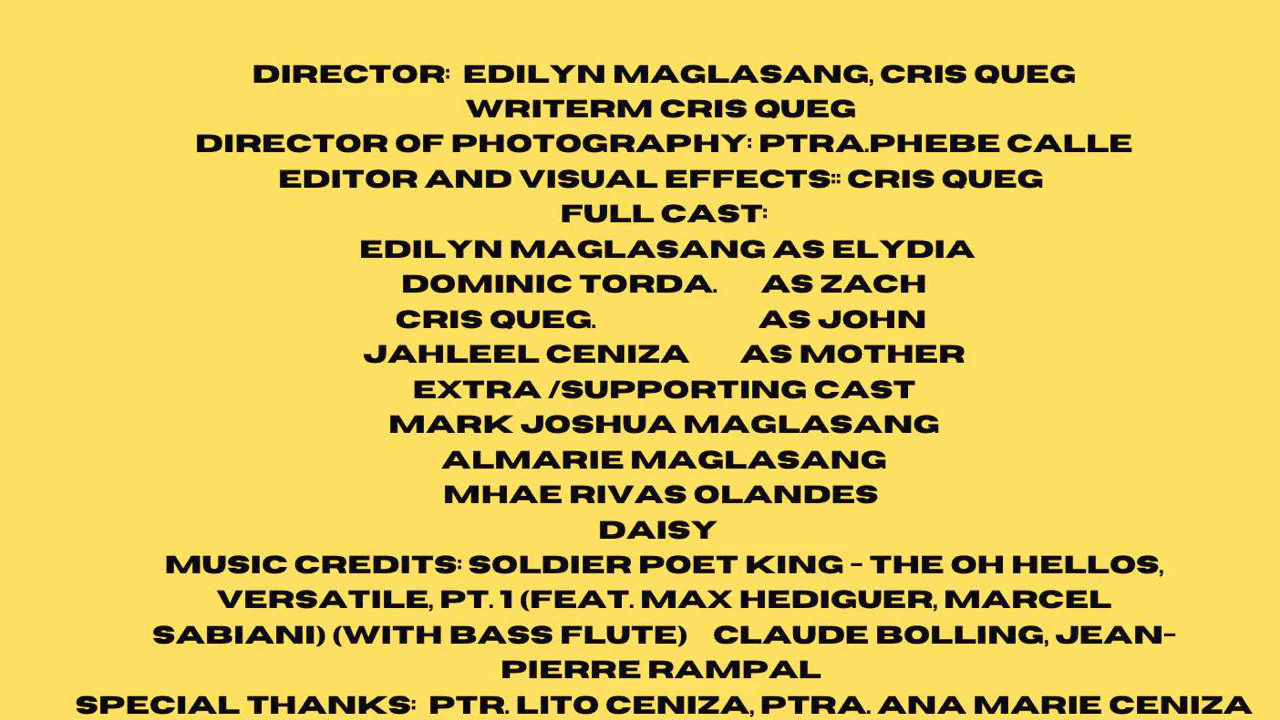 DIRECTOR: EDILYN MAGLASANG, CRIS QUEG
WRITERM CRIS QUEG
DIRECTOR OF PHOTOGRAPHY: PTRA.PHEBE CALLE
EDITOR AND VISUAL EFFECTS:: CRIS QUEG
FULL CAST:
EDILYN MAGLASANG AS ELYDIA
DOMINIC TORDA. AS ZACH
CRIS QUEG. AS JOHN
JAHLEEL CENIZA AS MOTHER
EXTRA /SUPPORTING CAST
MARK JOSHUA MAGLASANG
ALMARIE MAGLASANG
MHAE RIVAS OLANDES
DAISY
MUSIC CREDITS: SOLDIER POET KING - THE OH HELLOS,
VERSATILE, PT. 1 (FEAT. MAX HEDIGUER, MARCEL
SABIANI) (WITH BASS FLUTE) CLAUDE BOLLING, JEAN-
PIERRE RAMPAL
SPECIAL THANKS: PTR. LITO CENIZA, PTRA. ANA MARIE CENIZA